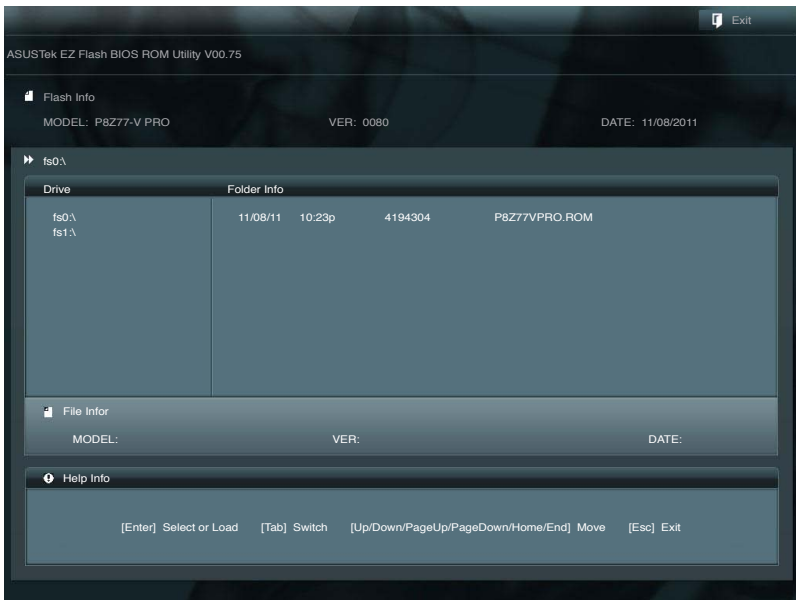 Exit
ASUSTek EZ Flash BIOS ROM Utility V00.75
Flash Info
MODEL: P8Z77-V PRO VER: 0080 DATE: 11/08/2011
fs0:\
Drive Folder Info
fs0:\ 11/08/11 10:23p 4194304 P8Z77VPRO.ROM
fs1:\
File Infor
MODEL: VER: DATE:
Help Info
[Enter] Select or Load [Tab] Switch [Up/Down/PageUp/PageDown/Home/End] Move [Esc] Exit